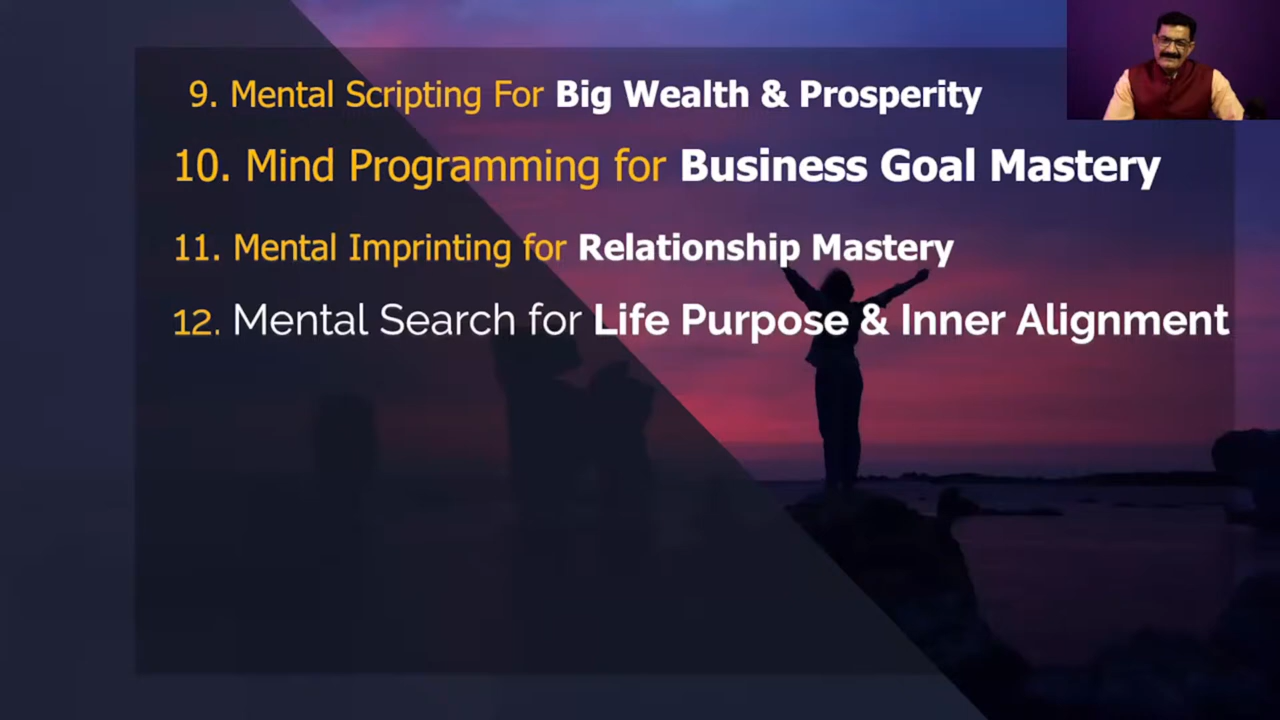 9. Mental Scripting For Big Wealth & Prosperity
10. Mind Programming for Business Goal Mastery
11. Mental Imprinting for Relationship Mastery
12. Mental Search for Life Purpose & Inner Alignment